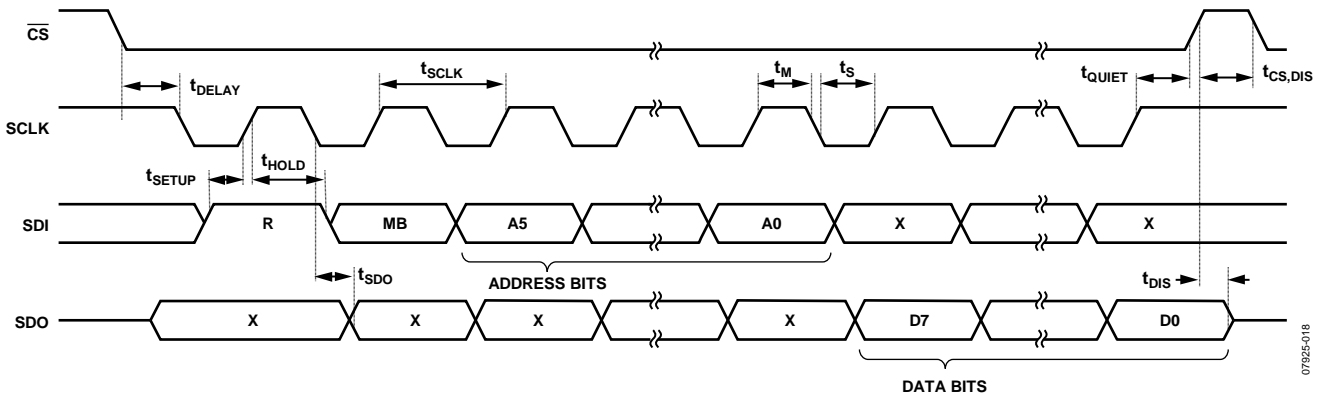 CS
tDELAY
tSCLK
tM
tS
tQUIET
tCS,DIS
SCLK
tSETUP
tHOLD
SDI
R
MB
A5
A0
X
X
tSDO
ADDRESS BITS
tDIS
SDO
X
X
X
X
D7
D0
DATA BITS
07925-018